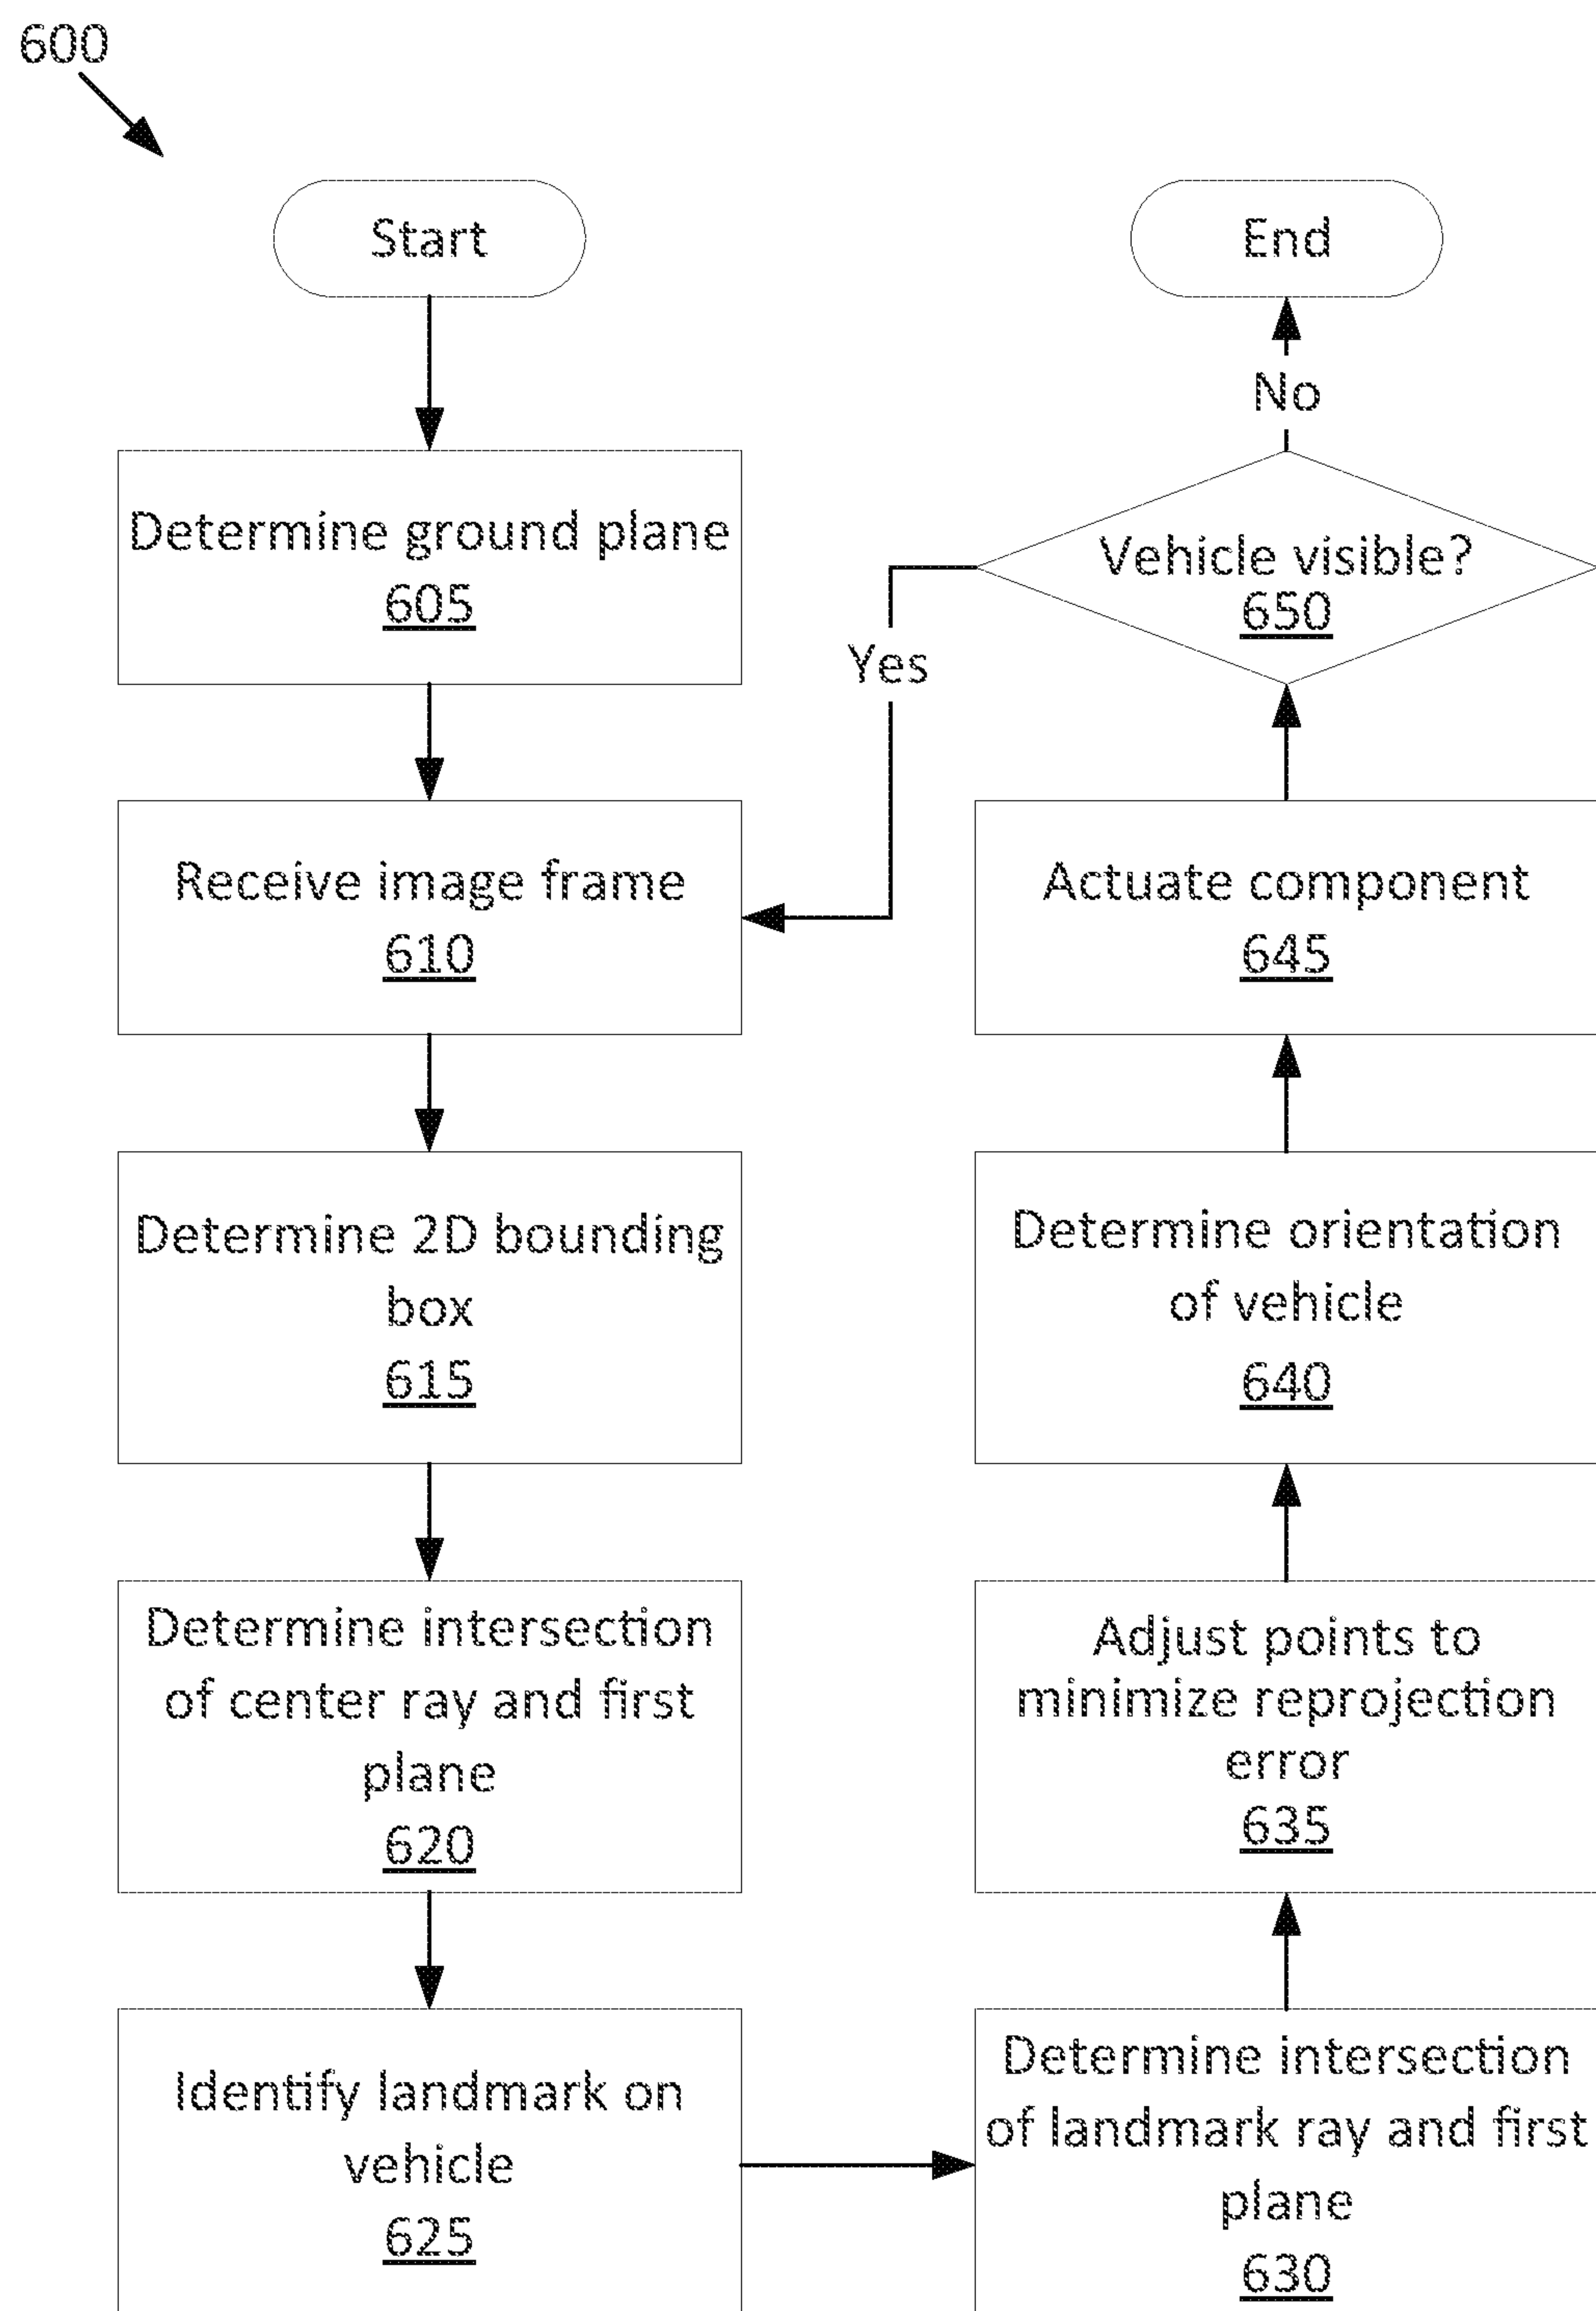 600
Start
Determine ground plane
605
Receive image frame
610
Determine 2D bounding
box
615
Determine intersection
of center ray and first
plane
620
Identify landmark on
vehicle
625
Determine intersection
of landmark ray and first
plane
630
Adjust points to
minimize reprojection
error
635
Determine orientation
of vehicle
640
Actuate component
645
Vehicle visible?
650
Yes
No
End